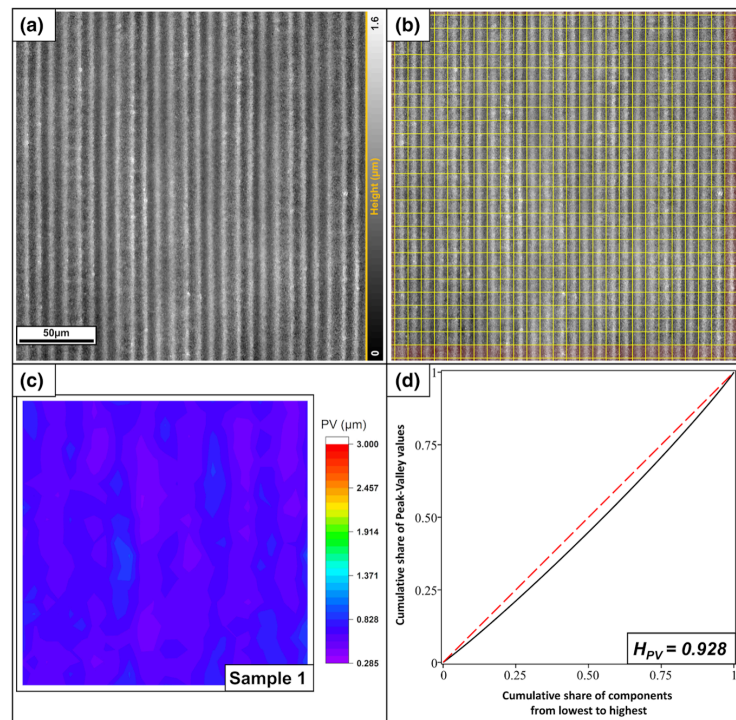 (a)
1.6
Height (µm)
0
50µm
(b)
(c)
PV (µm)
3.000
2.457
1.914
1.371
0.828
0.285
Sample 1
(d)
Cumulative share of Peak-Valley values
1
0.75
0.50
0.25
0
0
0.25
0.50
0.75
1
H_PV = 0.928
Cumulative share of components
from lowest to highest